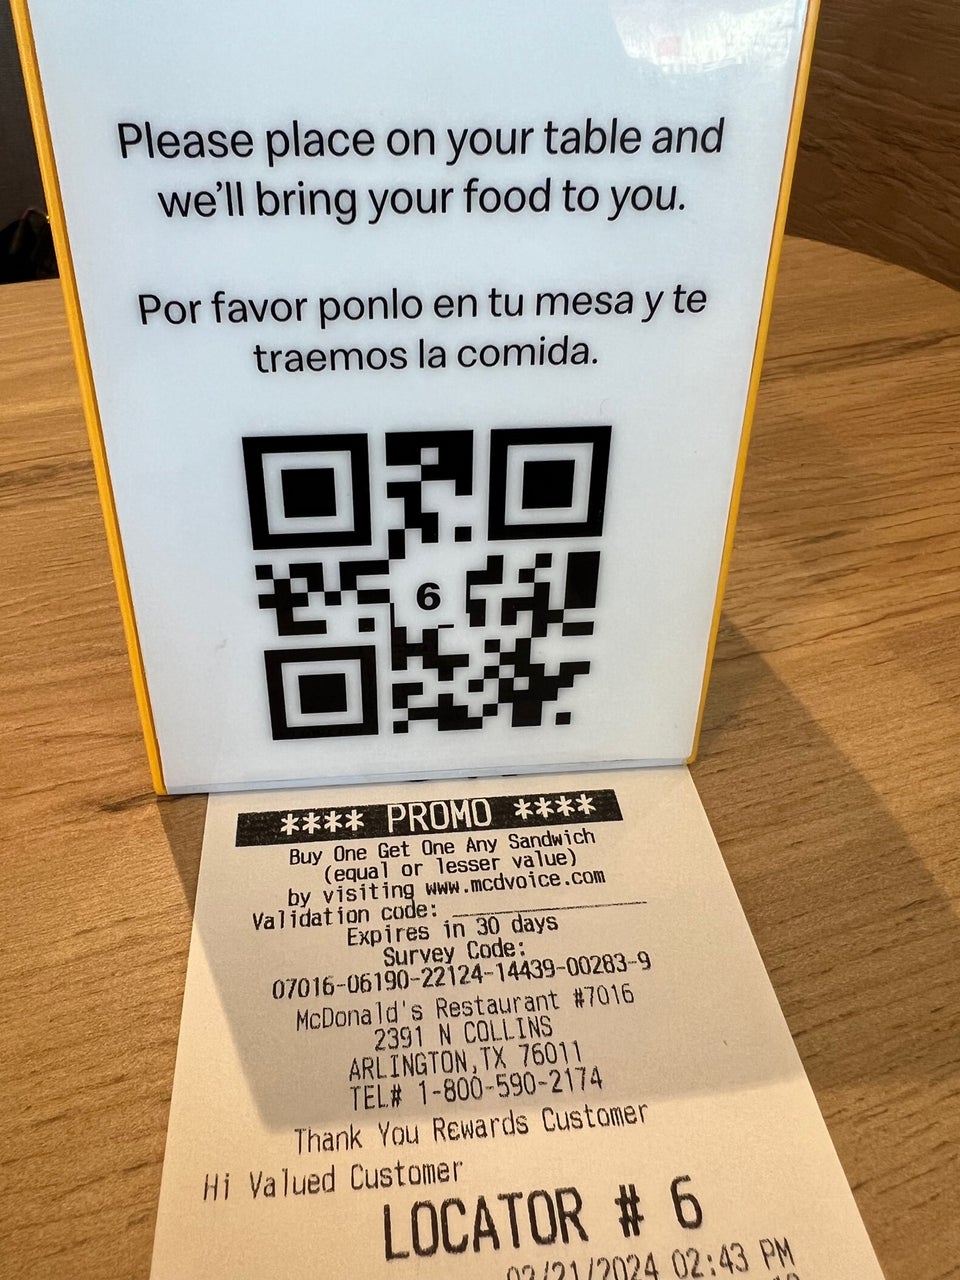 Please place on your table and
we'll bring your food to you.
Por favor ponlo en tu mesa y te
traemos la comida.
6
**** PROMO ****
Buy One Get One Any Sandwich
(equal or lesser value)
by visiting www.mcdvoice.com
Validation code: ____________
Expires in 30 days
Survey Code:
07016-06190-22124-14439-00283-9
McDonald's Restaurant #7016
2391 N COLLINS
ARLINGTON,TX 76011
TEL# 1-800-590-2174
Thank You Rewards Customer
Hi Valued Customer
LOCATOR # 6
02/21/2024 02:43 PM